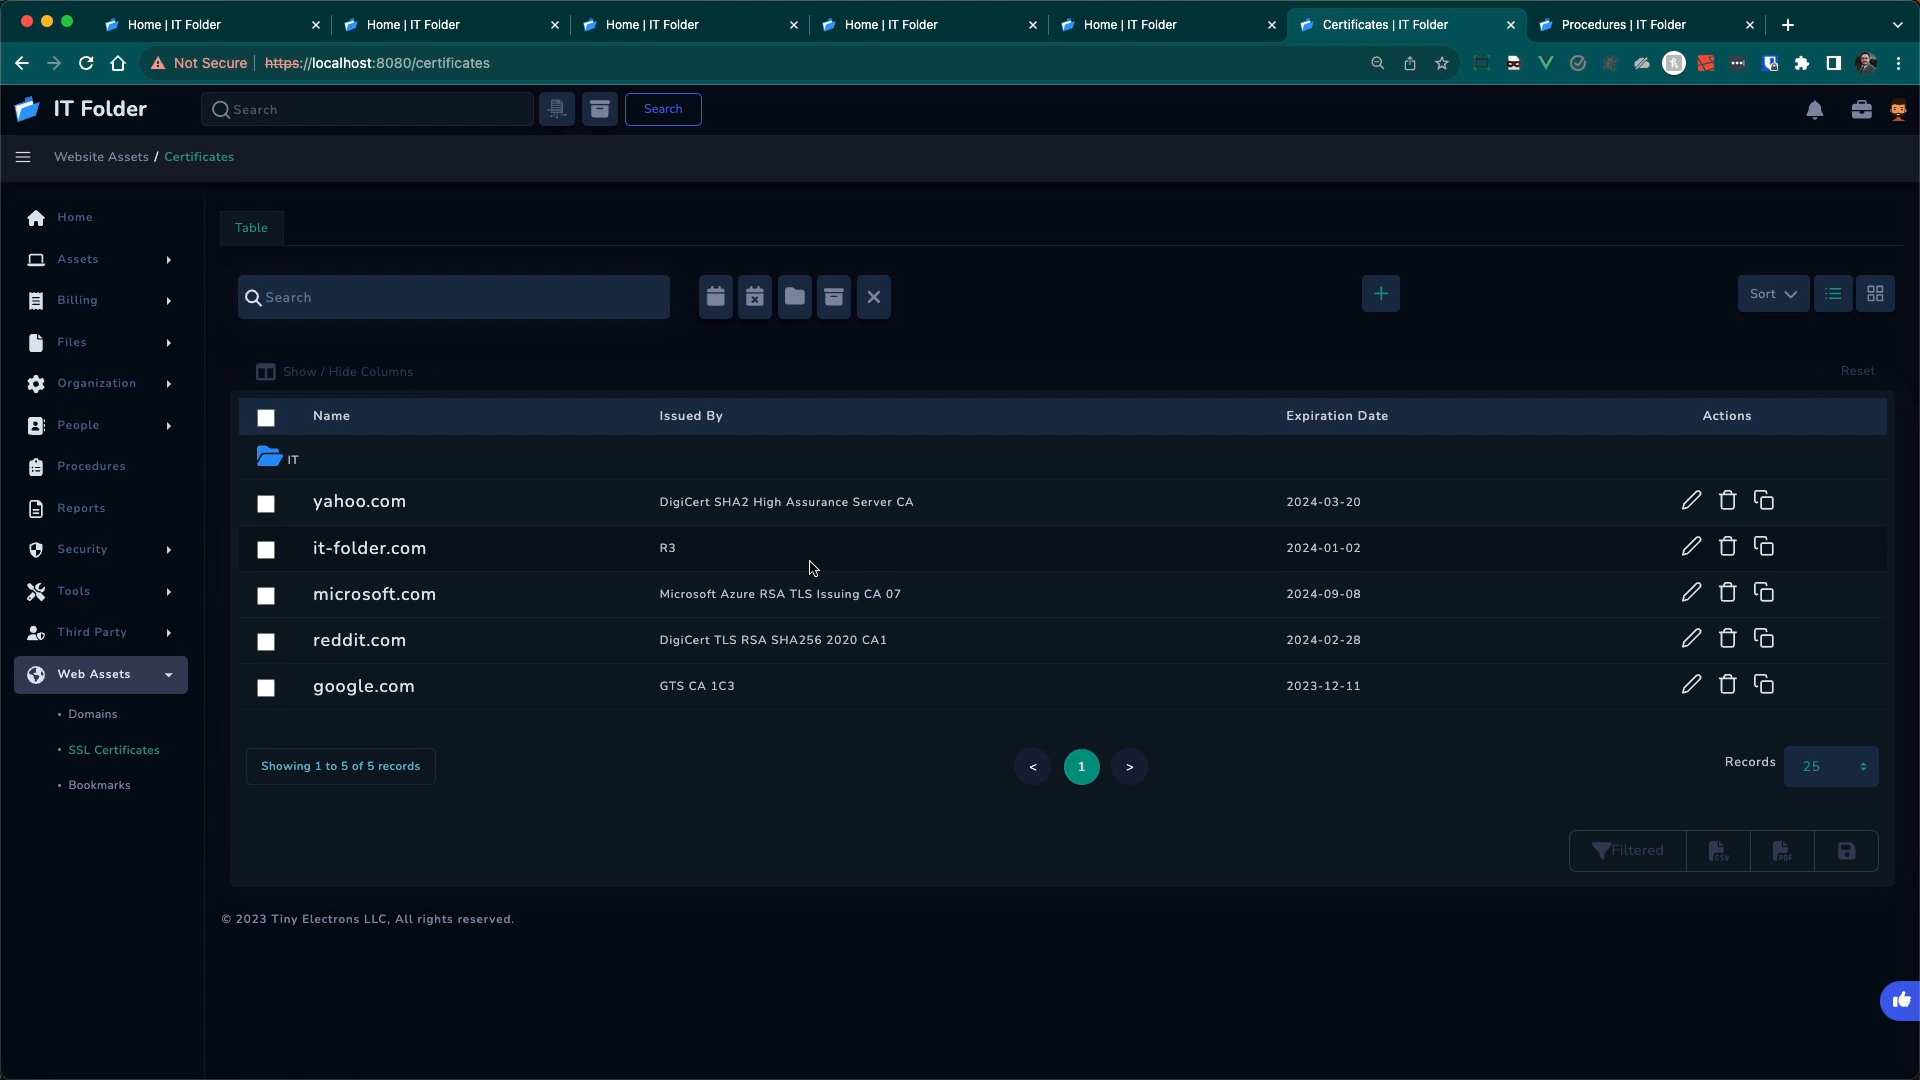 Home | IT Folder
Home | IT Folder
Home | IT Folder
Home | IT Folder
Home | IT Folder
Certificates | IT Folder
Procedures | IT Folder
Not Secure
https://localhost:8080/certificates
IT Folder
Search
Search
Website Assets / Certificates
Home
Assets
Billing
Files
Organization
People
Procedures
Reports
Security
Tools
Third Party
Web Assets
• Domains
• SSL Certificates
• Bookmarks
Table
Search
Sort
Show / Hide Columns
Reset
Name Issued By Expiration Date Actions
IT
yahoo.com DigiCert SHA2 High Assurance Server CA 2024-03-20
it-folder.com R3 2024-01-02
microsoft.com Microsoft Azure RSA TLS Issuing CA 07 2024-09-08
reddit.com DigiCert TLS RSA SHA256 2020 CA1 2024-02-28
google.com GTS CA 1C3 2023-12-11
Showing 1 to 5 of 5 records
< 1 >
Records 25
Filtered
CSV
PDF
© 2023 Tiny Electrons LLC, All rights reserved.